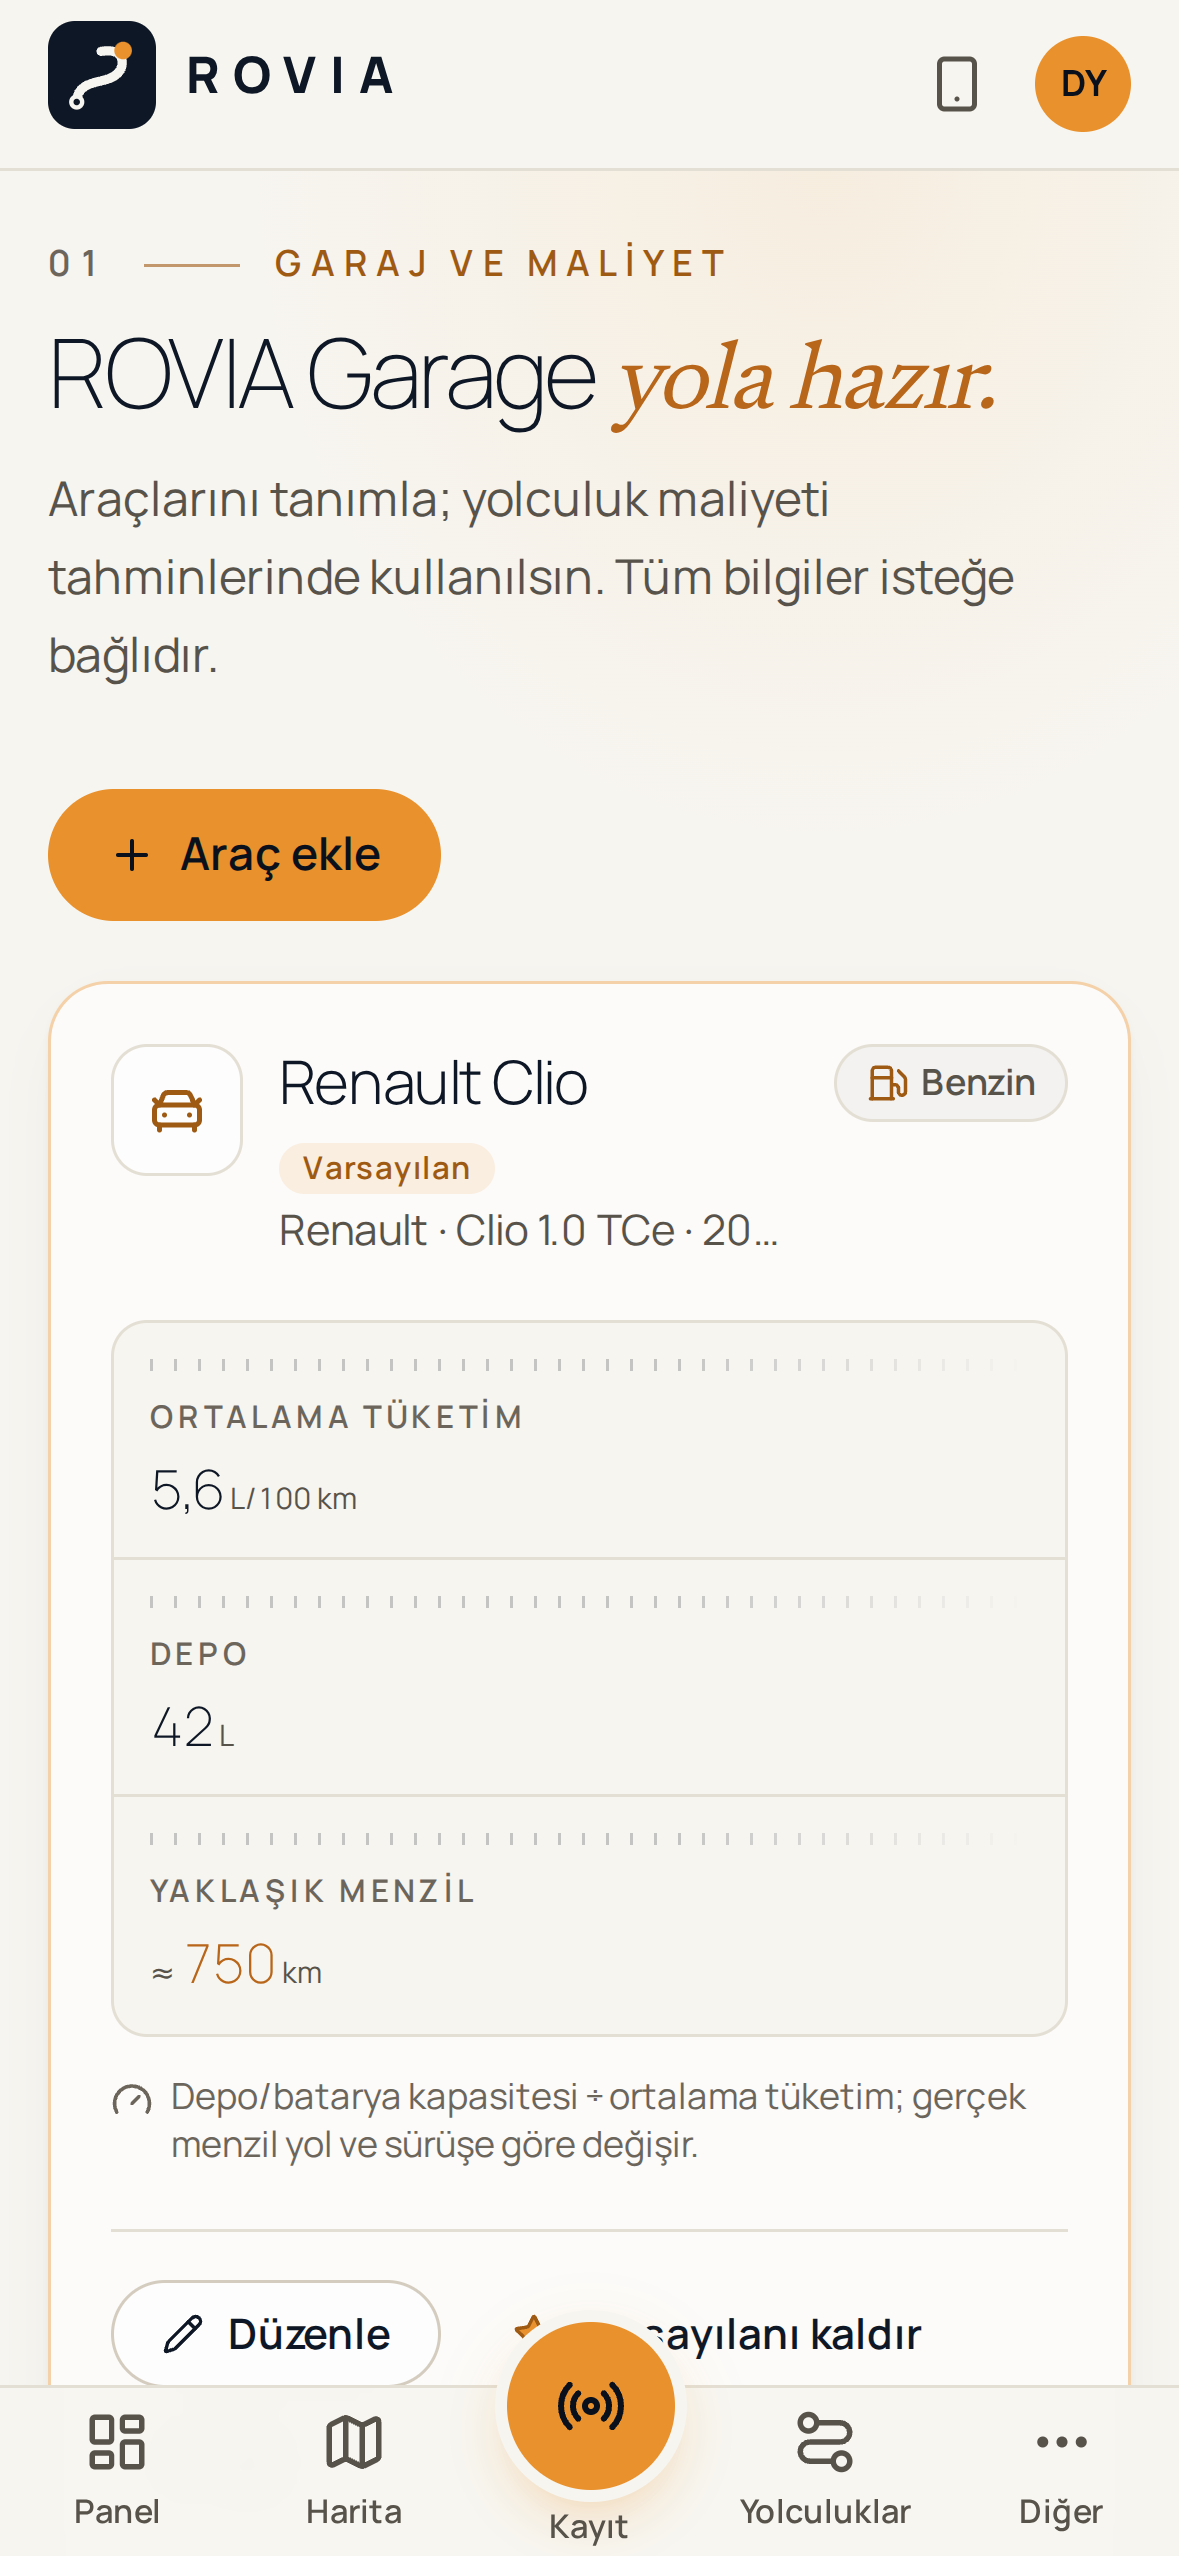 ROVIA
DY
01 GARAJ VE MALİYET
ROVIA Garage yola hazır.
Araçlarını tanımla; yolculuk maliyeti
tahminlerinde kullanılsın. Tüm bilgiler isteğe
bağlıdır.
+ Araç ekle
Renault Clio
Benzin
Varsayılan
Renault · Clio 1.0 TCe · 20...
ORTALAMA TÜKETİM
5,6 L/100 km
DEPO
42 L
YAKLAŞIK MENZİL
≈ 750 km
Depo/batarya kapasitesi ÷ ortalama tüketim; gerçek
menzil yol ve sürüşe göre değişir.
Düzenle
sayılanı kaldır
Panel
Harita
Kayıt
Yolculuklar
Diğer